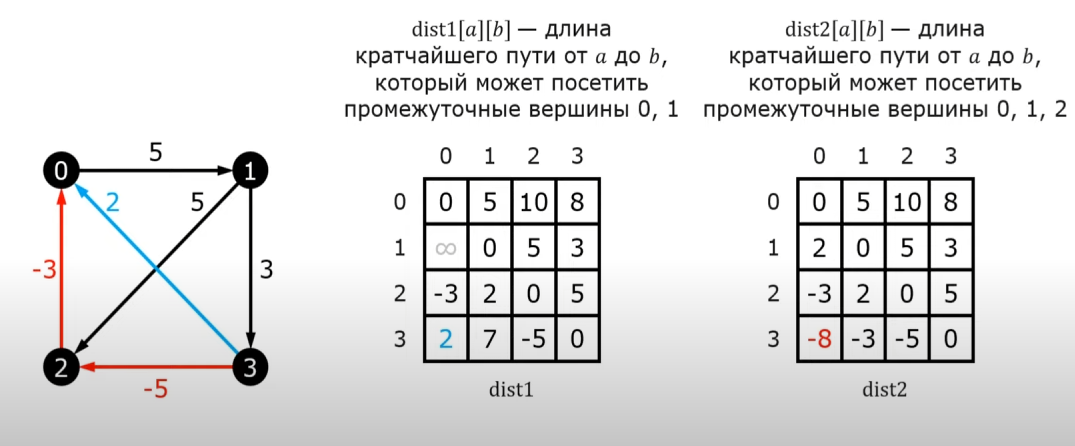 dist1[a][b] — длина
кратчайшего пути от a до b,
который может посетить
промежуточные вершины 0, 1
dist2[a][b] — длина
кратчайшего пути от a до b,
который может посетить
промежуточные вершины 0, 1, 2
0 5 1
2 5
-3 3
2 -5 3
0 1 2 3
0 0 5 10 8
1 ∞ 0 5 3
2 -3 2 0 5
3 2 7 -5 0
dist1
0 1 2 3
0 0 5 10 8
1 2 0 5 3
2 -3 2 0 5
3 -8 -3 -5 0
dist2